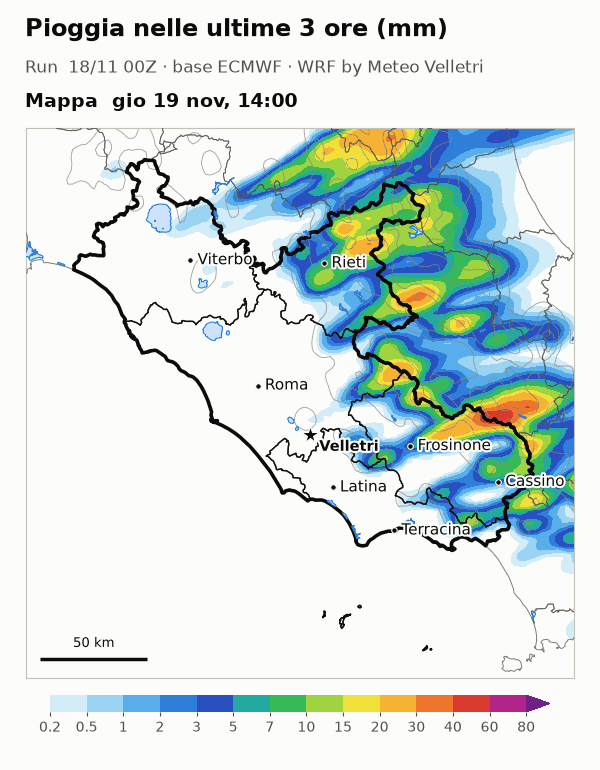 Pioggia nelle ultime 3 ore (mm)
Run  18/11 00Z · base ECMWF · WRF by Meteo Velletri
Mappa  gio 19 nov, 14:00
Viterbo
Rieti
Roma
Velletri
Frosinone
Latina
Cassino
Terracina
50 km
0.2 0.5 1 2 3 5 7 10 15 20 30 40 60 80